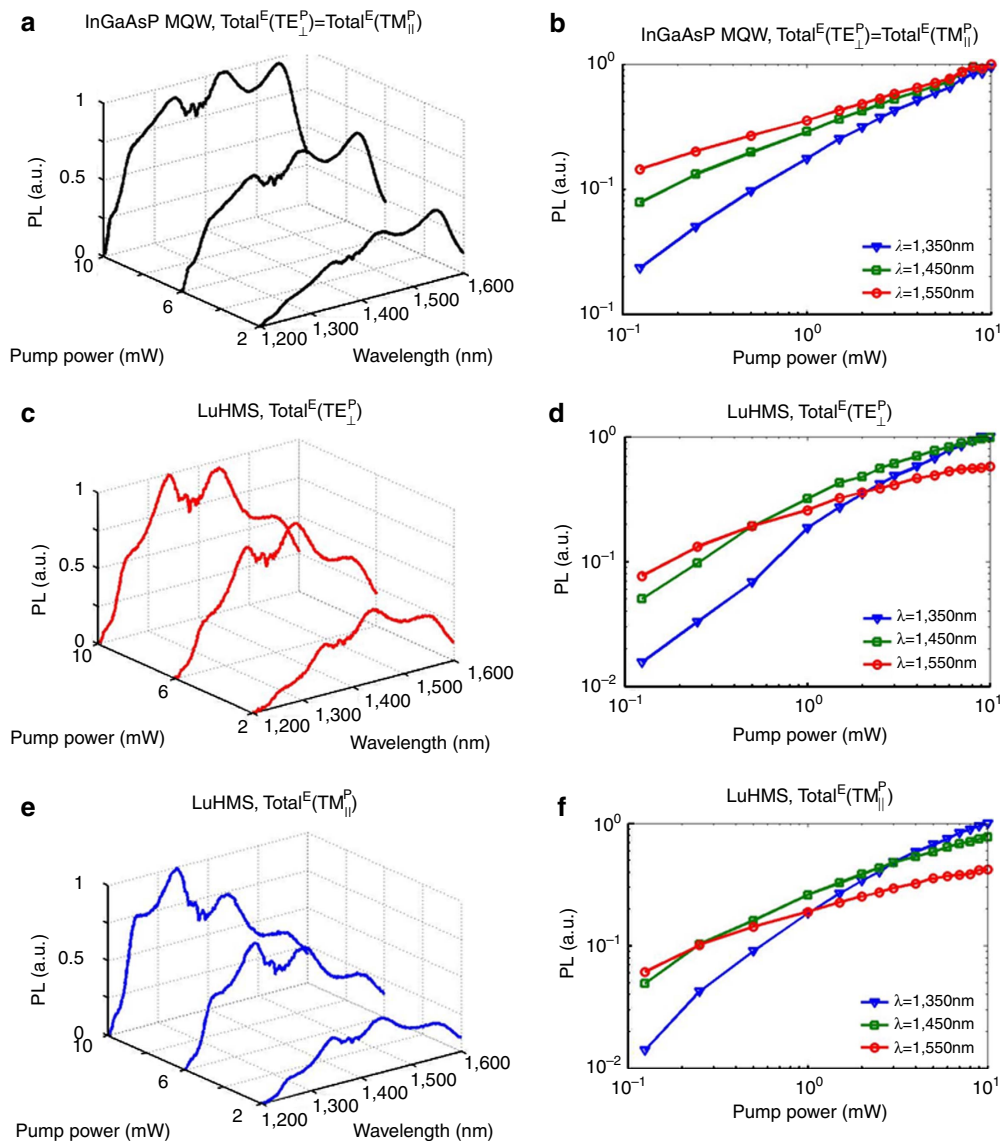 a
InGaAsP MQW, Total^E(TE⊥^P)=Total^E(TM||^P)
PL (a.u.)
1
0.5
0
10
6
2
Pump power (mW)
1,200
1,300
1,400
1,500
1,600
Wavelength (nm)
b
InGaAsP MQW, Total^E(TE⊥^P)=Total^E(TM||^P)
PL (a.u.)
10^0
10^−1
10^−1
λ=1,350nm
λ=1,450nm
λ=1,550nm
10^−1
10^0
10^1
Pump power (mW)
c
LuHMS, Total^E(TE⊥^P)
PL (a.u.)
1
0.5
0
10
6
2
Pump power (mW)
1,200
1,300
1,400
1,500
1,600
Wavelength (nm)
d
LuHMS, Total^E(TE⊥^P)
PL (a.u.)
10^0
10^−1
10^−2
λ=1,350nm
λ=1,450nm
λ=1,550nm
10^−1
10^0
10^1
Pump power (mW)
e
LuHMS, Total^E(TM||^P)
PL (a.u.)
1
0.5
0
10
6
2
Pump power (mW)
1,200
1,300
1,400
1,500
1,600
Wavelength (nm)
f
LuHMS, Total^E(TM||^P)
PL (a.u.)
10^0
10^−1
10^−2
λ=1,350nm
λ=1,450nm
λ=1,550nm
10^−1
10^0
10^1
Pump power (mW)